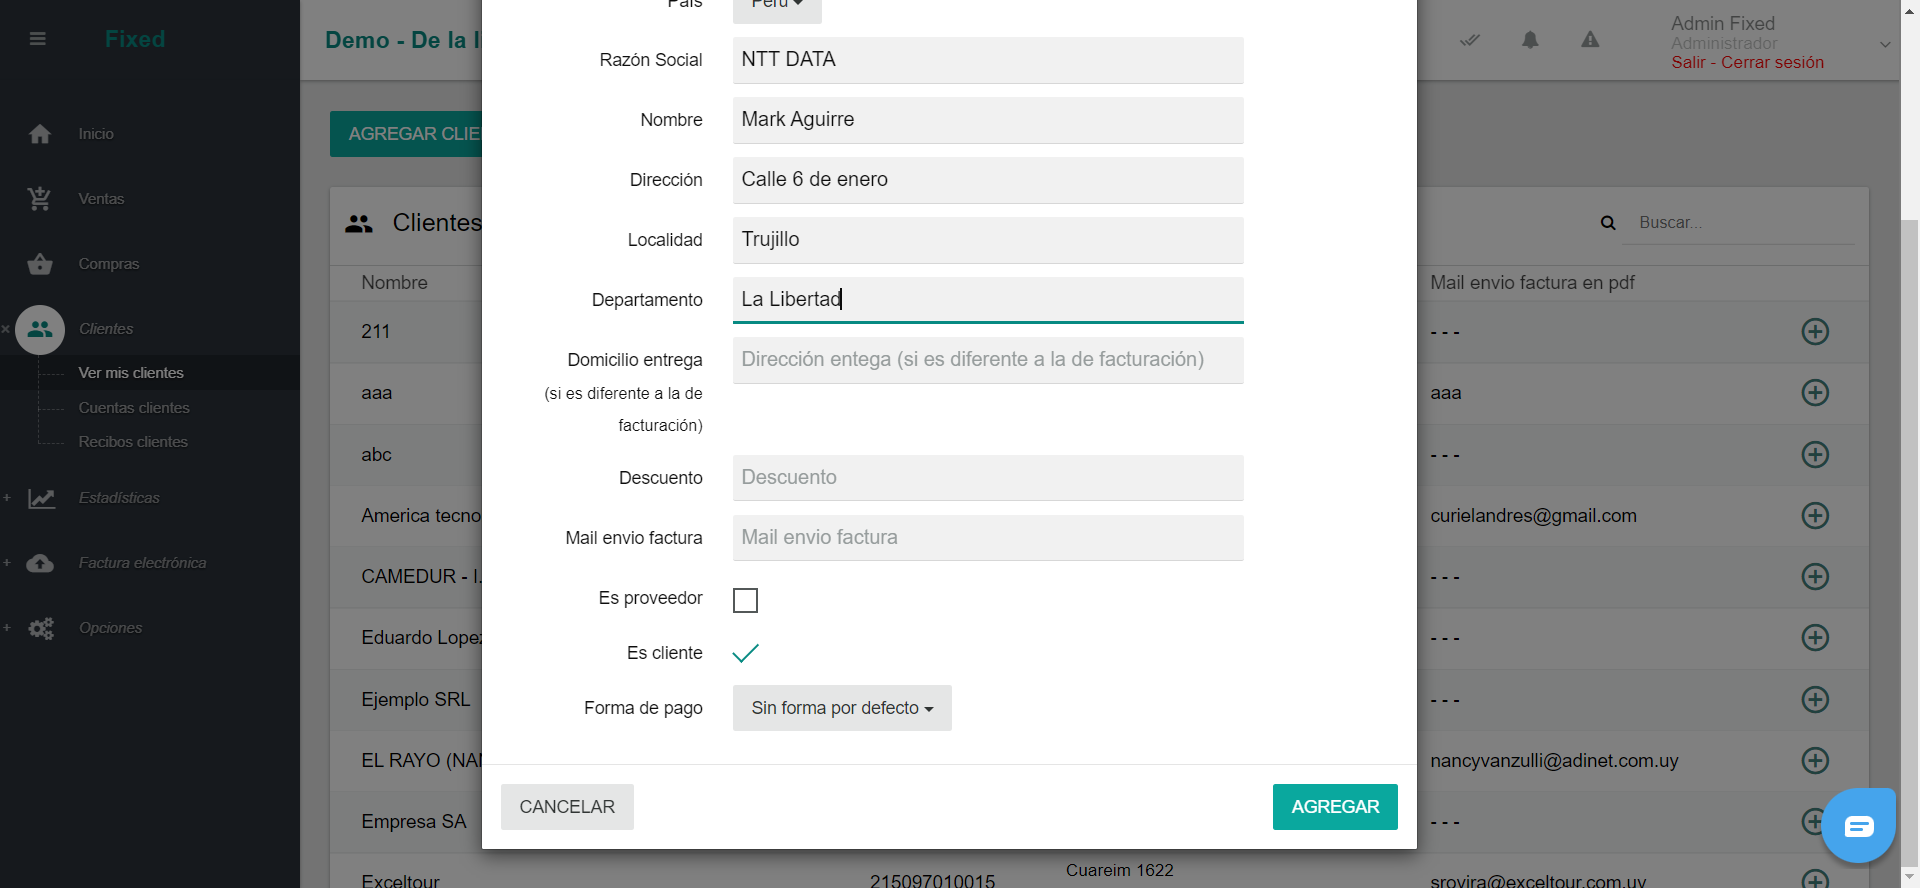 Fixed
Inicio
Ventas
Compras
Clientes
Ver mis clientes
Cuentas clientes
Recibos clientes
Estadísticas
Factura electrónica
Opciones
Demo - De la l
Admin Fixed
Administrador
Salir - Cerrar sesión
AGREGAR CLIE
Clientes
Buscar...
Nombre
Mail envio factura en pdf
211
- - -
aaa
aaa
abc
- - -
America tecno
curielandres@gmail.com
CAMEDUR - I.
- - -
Eduardo Lopez
- - -
Ejemplo SRL
- - -
EL RAYO (NAN
nancyvanzulli@adinet.com.uy
Empresa SA
- - -
Exceltour
215097010015
Cuareim 1622
srovira@exceltour.com.uy
País
Perú
Razón Social
NTT DATA
Nombre
Mark Aguirre
Dirección
Calle 6 de enero
Localidad
Trujillo
Departamento
La Libertad
Domicilio entrega
(si es diferente a la de
facturación)
Dirección entega (si es diferente a la de facturación)
Descuento
Descuento
Mail envio factura
Mail envio factura
Es proveedor
Es cliente
Forma de pago
Sin forma por defecto
CANCELAR
AGREGAR